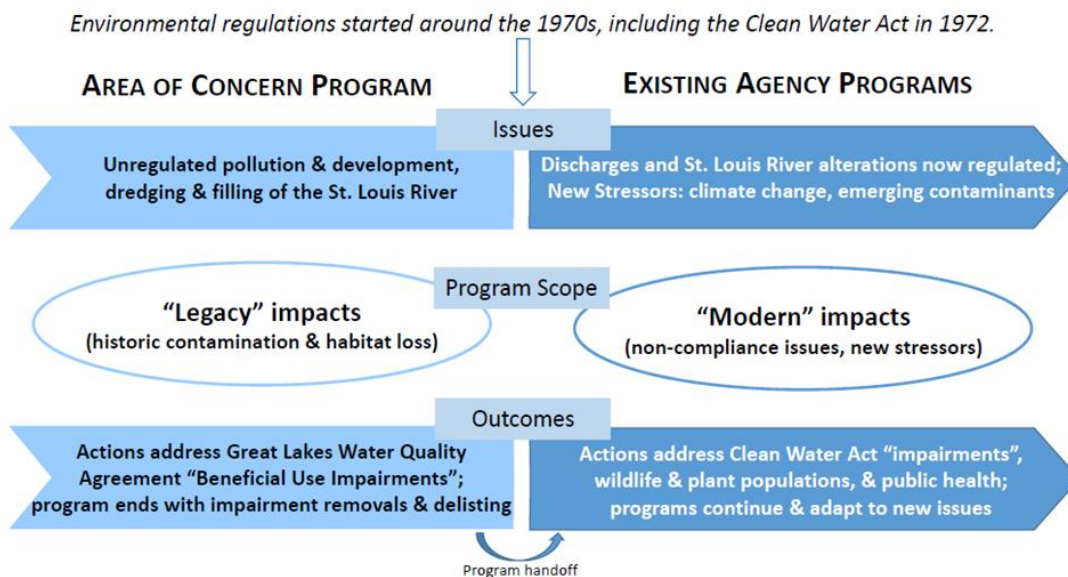 Environmental regulations started around the 1970s, including the Clean Water Act in 1972.
AREA OF CONCERN PROGRAM
EXISTING AGENCY PROGRAMS
Issues
Unregulated pollution & development,
dredging & filling of the St. Louis River
Discharges and St. Louis River alterations now regulated;
New Stressors: climate change, emerging contaminants
Program Scope
“Legacy” impacts
(historic contamination & habitat loss)
“Modern” impacts
(non-compliance issues, new stressors)
Outcomes
Actions address Great Lakes Water Quality
Agreement “Beneficial Use Impairments”;
program ends with impairment removals & delisting
Actions address Clean Water Act “impairments”,
wildlife & plant populations, & public health;
programs continue & adapt to new issues
Program handoff